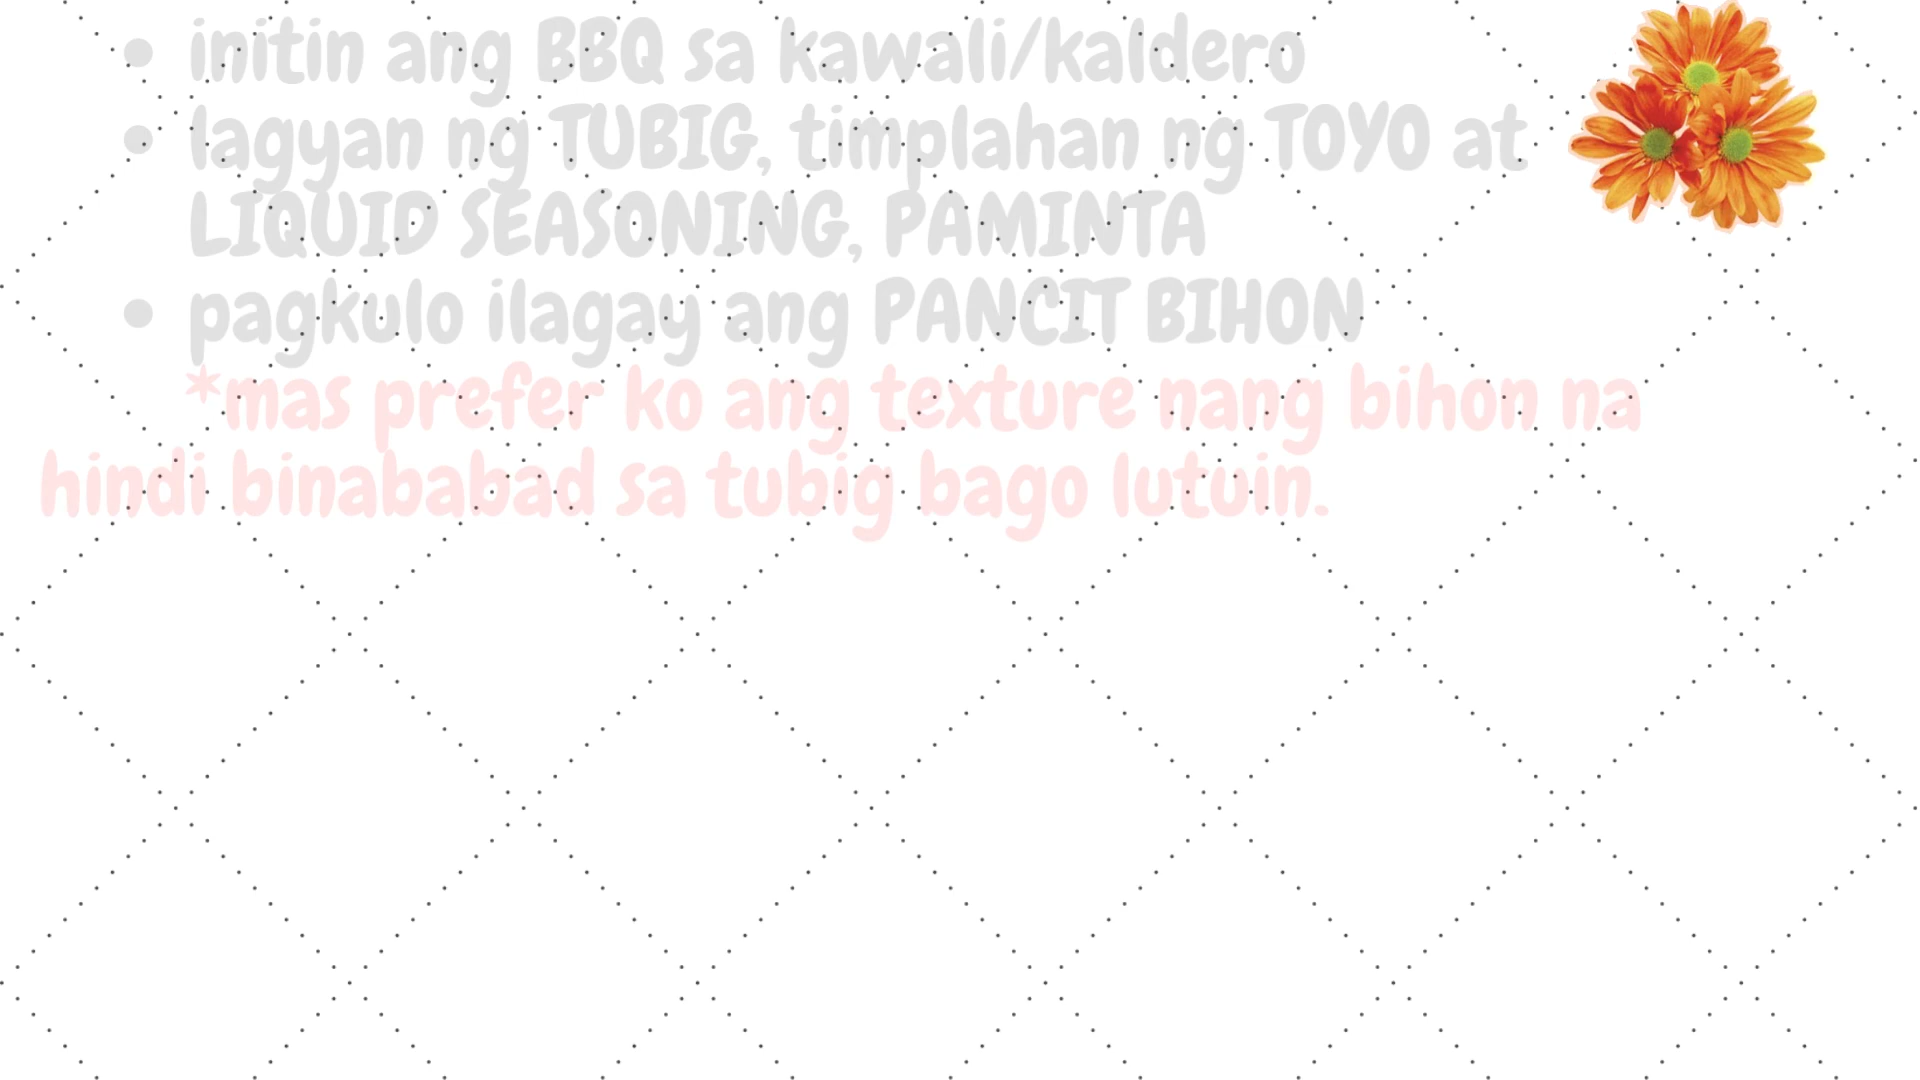 • initin ang BBQ sa kawali/kaldero
• lagyan ng TUBIG, timplahan ng TOYO at
LIQUID SEASONING, PAMINTA
• pagkulo ilagay ang PANCIT BIHON
*mas prefer ko ang texture nang bihon na
hindi binababad sa tubig bago lutuin.